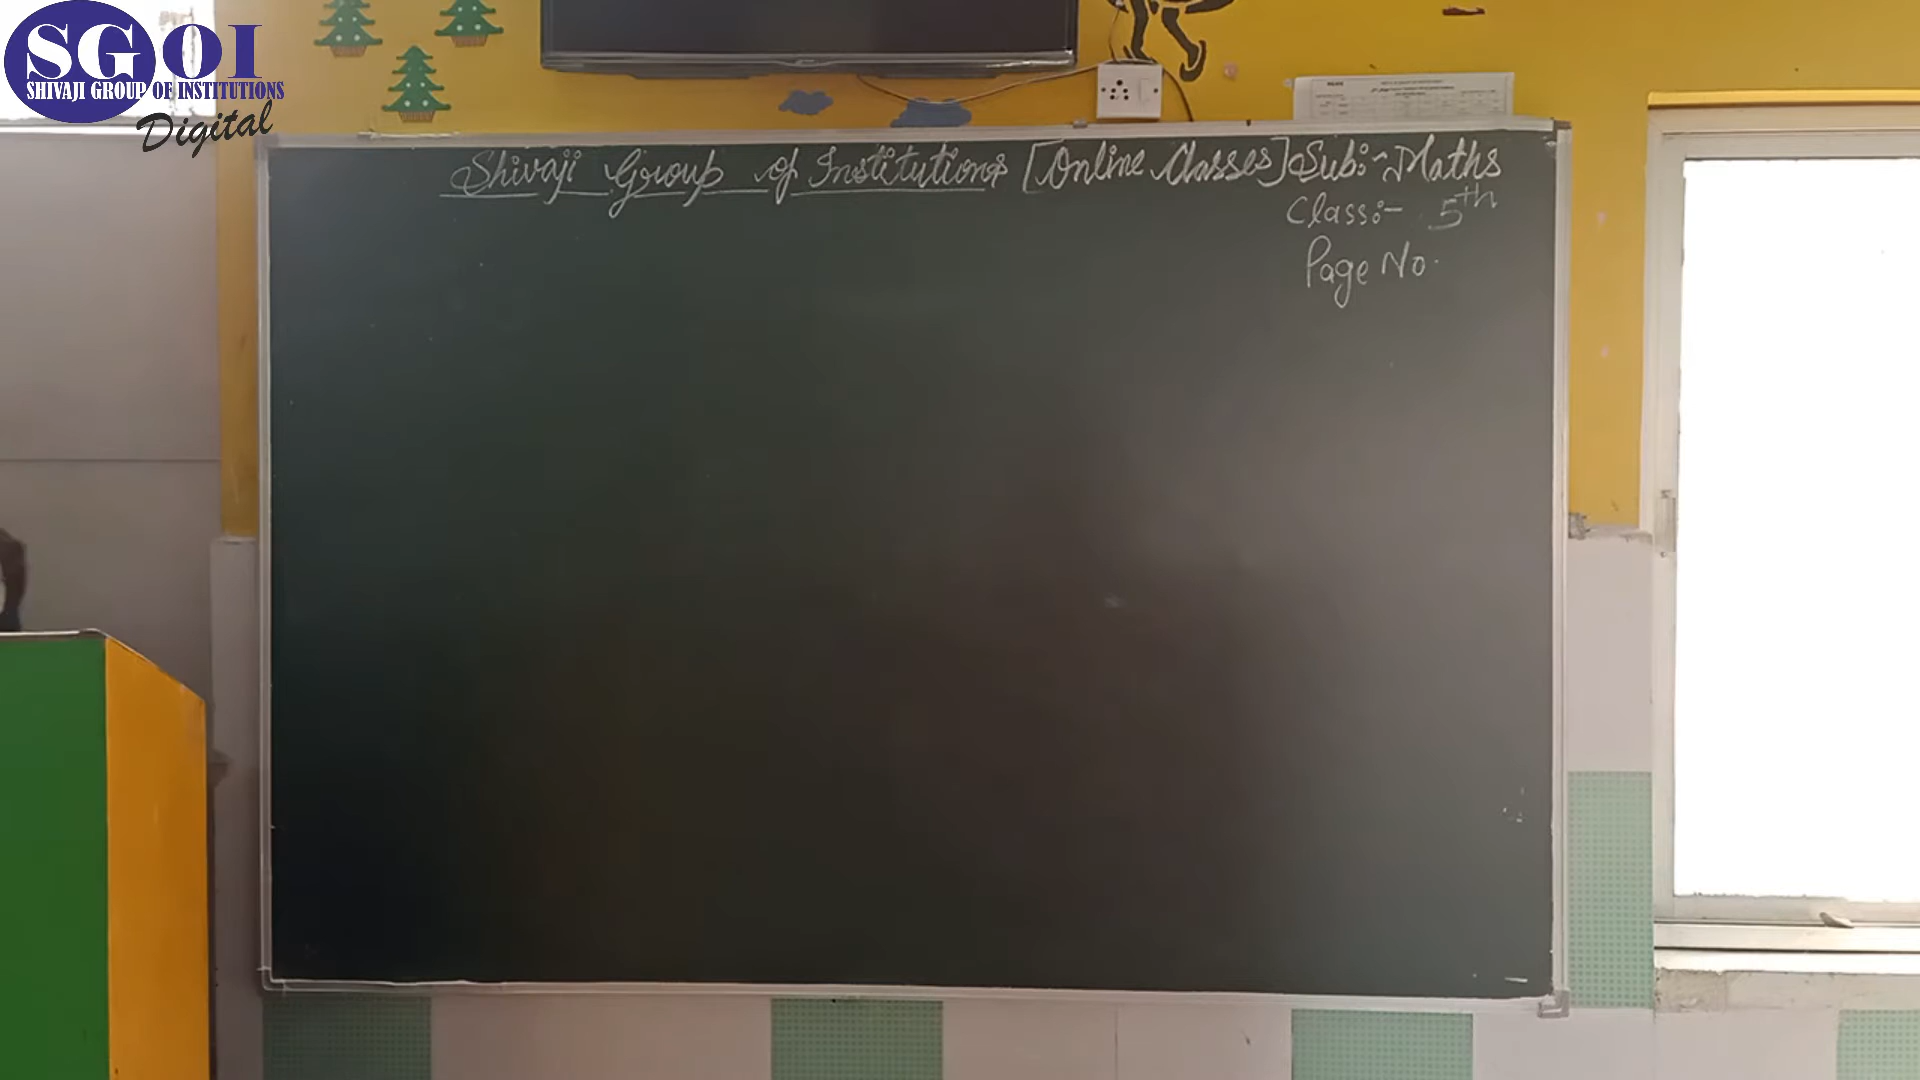 SGOI
SHIVAJI GROUP OF INSTITUTIONS
Digital
Shivaji Group of Institutions [Online Classes] Sub:- Maths
Class:- 5th
Page No.